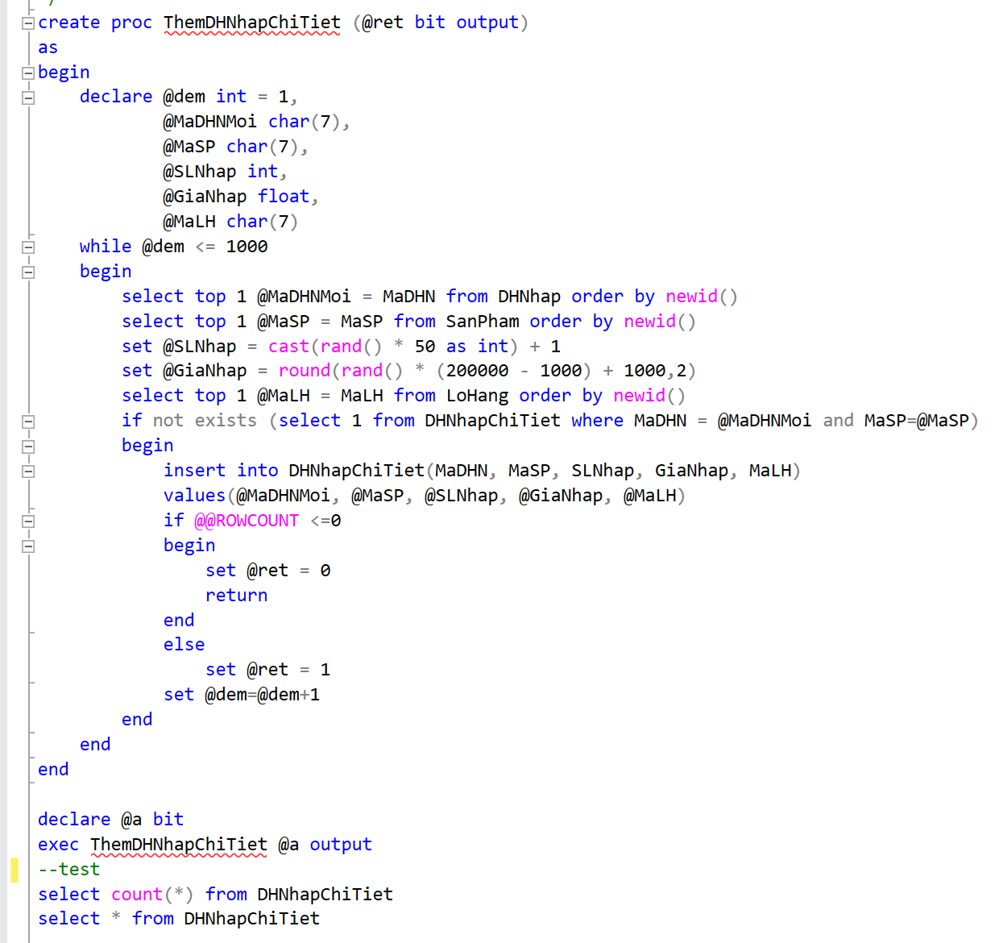 create proc ThemDHNhapChiTiet (@ret bit output)
as
begin
    declare @dem int = 1,
            @MaDHNMoi char(7),
            @MaSP char(7),
            @SLNhap int,
            @GiaNhap float,
            @MaLH char(7)
    while @dem <= 1000
    begin
        select top 1 @MaDHNMoi = MaDHN from DHNhap order by newid()
        select top 1 @MaSP = MaSP from SanPham order by newid()
        set @SLNhap = cast(rand() * 50 as int) + 1
        set @GiaNhap = round(rand() * (200000 - 1000) + 1000,2)
        select top 1 @MaLH = MaLH from LoHang order by newid()
        if not exists (select 1 from DHNhapChiTiet where MaDHN = @MaDHNMoi and MaSP=@MaSP)
        begin
            insert into DHNhapChiTiet(MaDHN, MaSP, SLNhap, GiaNhap, MaLH)
            values(@MaDHNMoi, @MaSP, @SLNhap, @GiaNhap, @MaLH)
            if @@ROWCOUNT <=0
            begin
                set @ret = 0
                return
            end
            else
                set @ret = 1
            set @dem=@dem+1
        end
    end
end

declare @a bit
exec ThemDHNhapChiTiet @a output
--test
select count(*) from DHNhapChiTiet
select * from DHNhapChiTiet